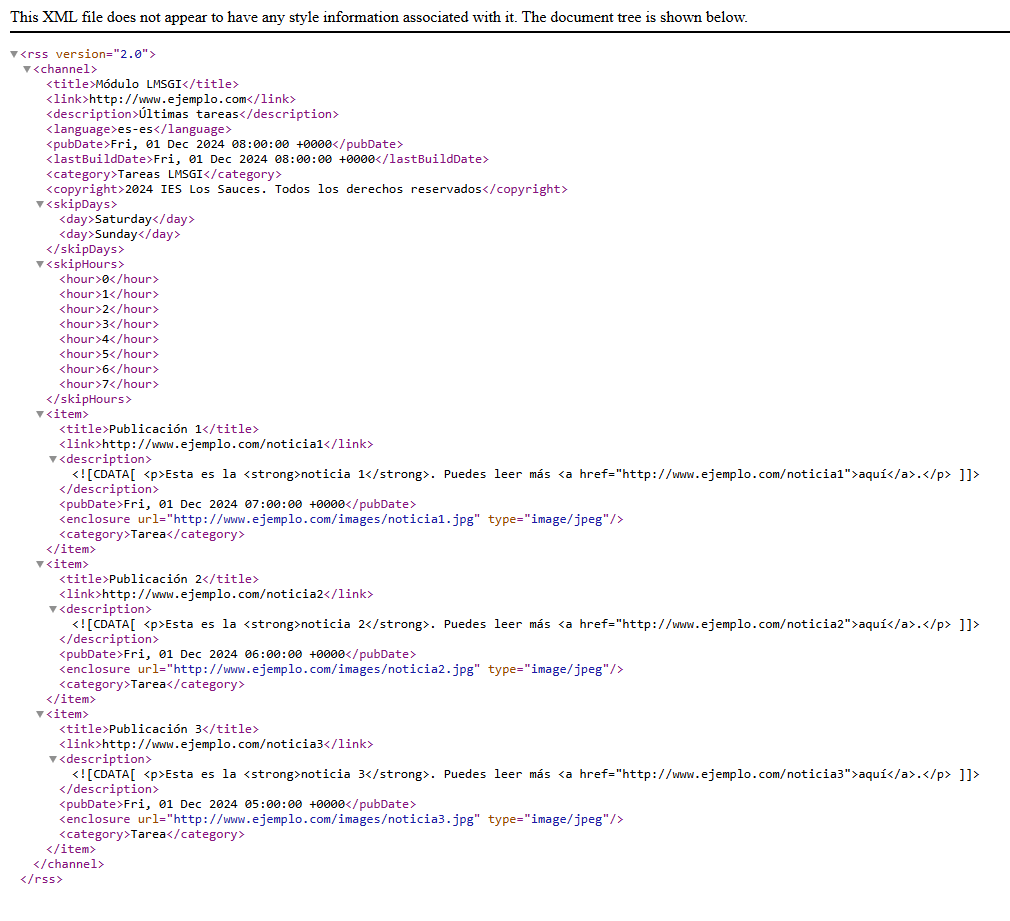 This XML file does not appear to have any style information associated with it. The document tree is shown below.
▼<rss version="2.0">
▼<channel>
<title>Módulo LMSGI</title>
<link>http://www.ejemplo.com</link>
<description>Últimas tareas</description>
<language>es-es</language>
<pubDate>Fri, 01 Dec 2024 08:00:00 +0000</pubDate>
<lastBuildDate>Fri, 01 Dec 2024 08:00:00 +0000</lastBuildDate>
<category>Tareas LMSGI</category>
<copyright>2024 IES Los Sauces. Todos los derechos reservados</copyright>
▼<skipDays>
<day>Saturday</day>
<day>Sunday</day>
</skipDays>
▼<skipHours>
<hour>0</hour>
<hour>1</hour>
<hour>2</hour>
<hour>3</hour>
<hour>4</hour>
<hour>5</hour>
<hour>6</hour>
<hour>7</hour>
</skipHours>
▼<item>
<title>Publicación 1</title>
<link>http://www.ejemplo.com/noticia1</link>
▼<description>
<![CDATA[ <p>Esta es la <strong>noticia 1</strong>. Puedes leer más <a href="http://www.ejemplo.com/noticia1">aquí</a>.</p> ]]>
</description>
<pubDate>Fri, 01 Dec 2024 07:00:00 +0000</pubDate>
<enclosure url="http://www.ejemplo.com/images/noticia1.jpg" type="image/jpeg"/>
<category>Tarea</category>
</item>
▼<item>
<title>Publicación 2</title>
<link>http://www.ejemplo.com/noticia2</link>
▼<description>
<![CDATA[ <p>Esta es la <strong>noticia 2</strong>. Puedes leer más <a href="http://www.ejemplo.com/noticia2">aquí</a>.</p> ]]>
</description>
<pubDate>Fri, 01 Dec 2024 06:00:00 +0000</pubDate>
<enclosure url="http://www.ejemplo.com/images/noticia2.jpg" type="image/jpeg"/>
<category>Tarea</category>
</item>
▼<item>
<title>Publicación 3</title>
<link>http://www.ejemplo.com/noticia3</link>
▼<description>
<![CDATA[ <p>Esta es la <strong>noticia 3</strong>. Puedes leer más <a href="http://www.ejemplo.com/noticia3">aquí</a>.</p> ]]>
</description>
<pubDate>Fri, 01 Dec 2024 05:00:00 +0000</pubDate>
<enclosure url="http://www.ejemplo.com/images/noticia3.jpg" type="image/jpeg"/>
<category>Tarea</category>
</item>
</channel>
</rss>